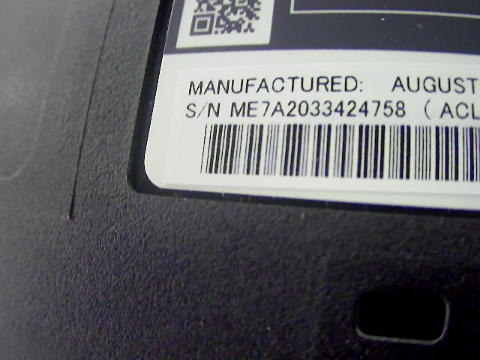 MANUFACTURED: AUGUST
S/N ME7A2033424758 ( ACL